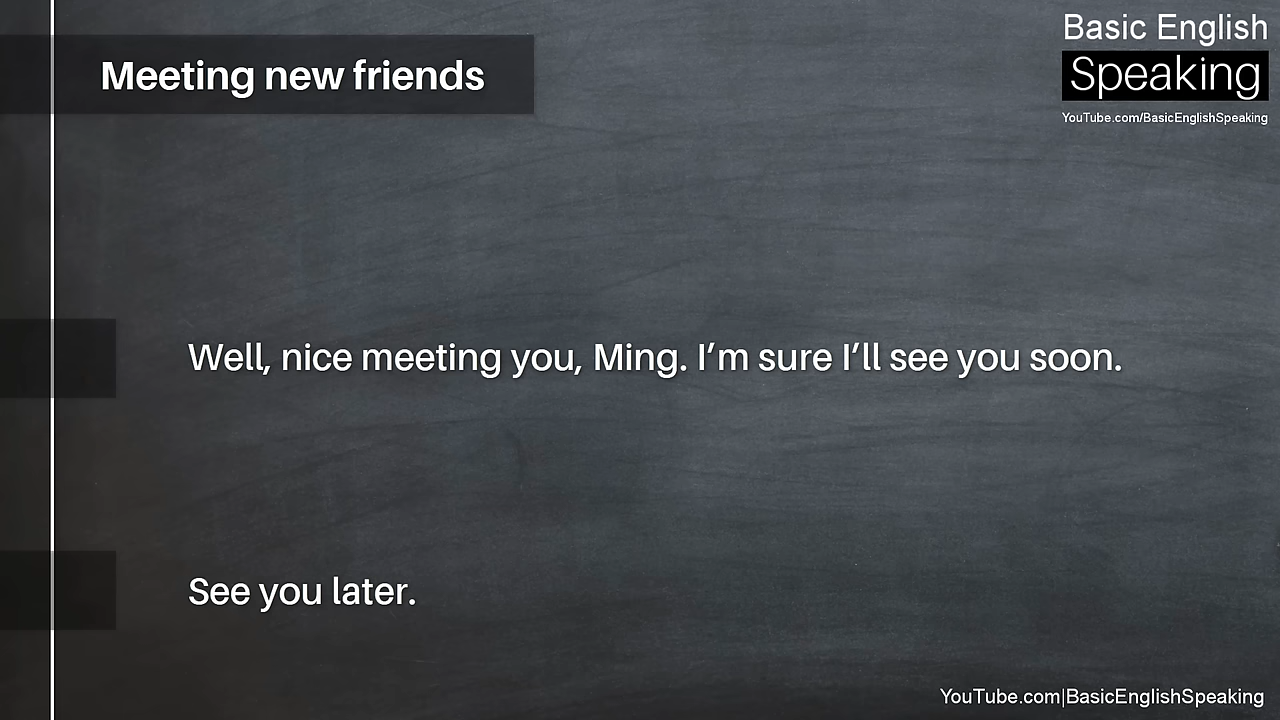 Basic English
Speaking
YouTube.com/BasicEnglishSpeaking
Meeting new friends
Well, nice meeting you, Ming. I’m sure I’ll see you soon.
See you later.
YouTube.com|BasicEnglishSpeaking